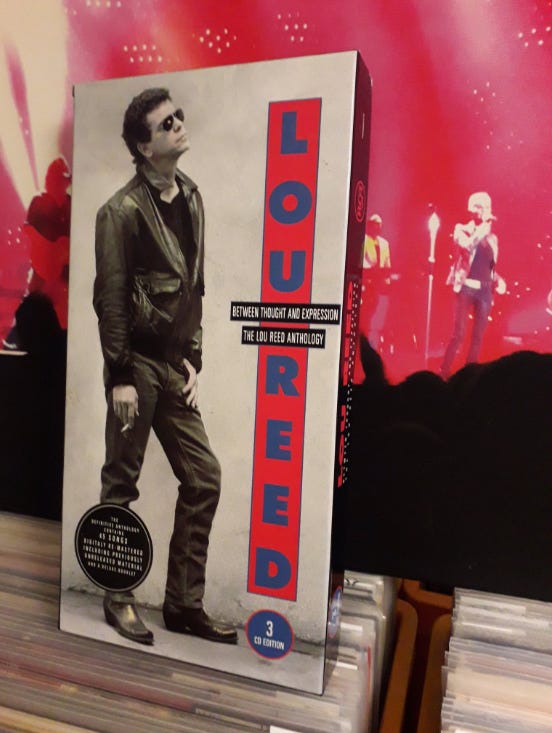 LOU REED
BETWEEN THOUGHT AND EXPRESSION
THE LOU REED ANTHOLOGY
THE
DEFINITIVE ANTHOLOGY
CONTAINS
45 SONGS
DIGITALLY RE-MASTERED
INCLUDING PREVIOUSLY
UNRELEASED MATERIAL
AND A DELUXE BOOKLET
3
CD EDITION